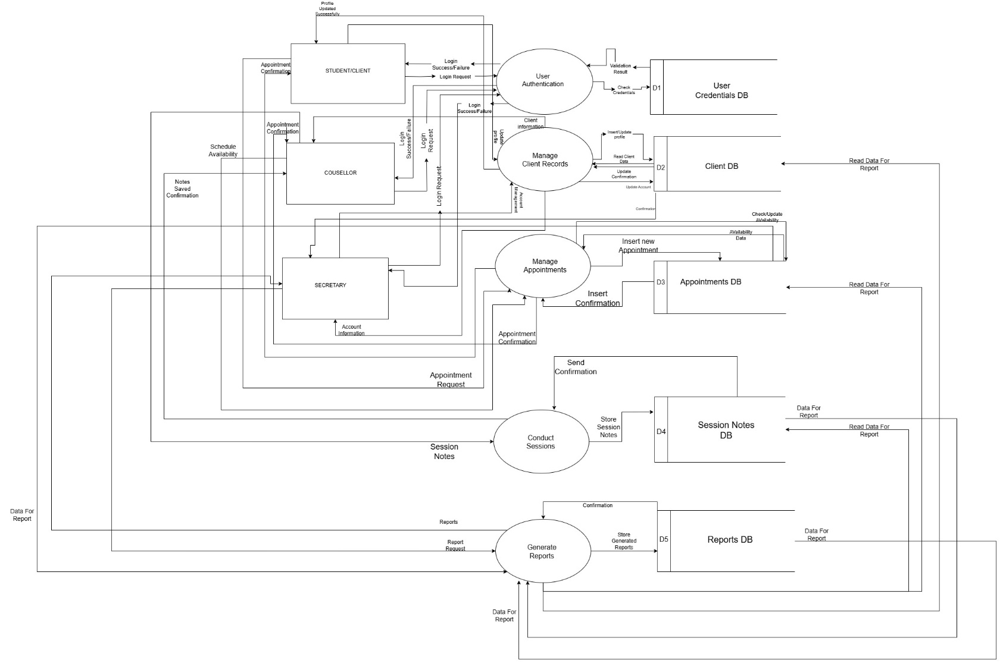 Profile
Updated
Successfully
STUDENT/CLIENT
Appointment
Confirmation
Login
Success/Failure
Login Request
User
Authentication
Validation
Result
Check
Credentials
D1
User
Credentials DB
Login
Success/Failure
Client
information
Appointment
Confirmation
Login
Success/Failure
Login
Request
Update
profile
Schedule
Availability
COUSELLOR
Notes
Saved
Confirmation
Login Request
Manage
Client Records
Insert/Update
profile
Read Client
Data
Update
Confirmation
Update Account
D2
Client DB
Read Data For
Report
Account
Management
Confirmation
Check/Update
AVailability
AVailability
Data
Insert new
Appointment
Manage
Appointments
SECRETARY
D3
Appointments DB
Read Data For
Report
Insert
Confirmation
Account
Information
Appointment
Confirmation
Send
Confirmation
Appointment
Request
Store
Session
Notes
D4
Session Notes
DB
Data For
Report
Read Data For
Report
Conduct
Sessions
Session
Notes
Data For
Report
Confirmation
Reports
Report
Request
Generate
Reports
Store
Generated
Reports
D5
Reports DB
Data For
Report
Data For
Report